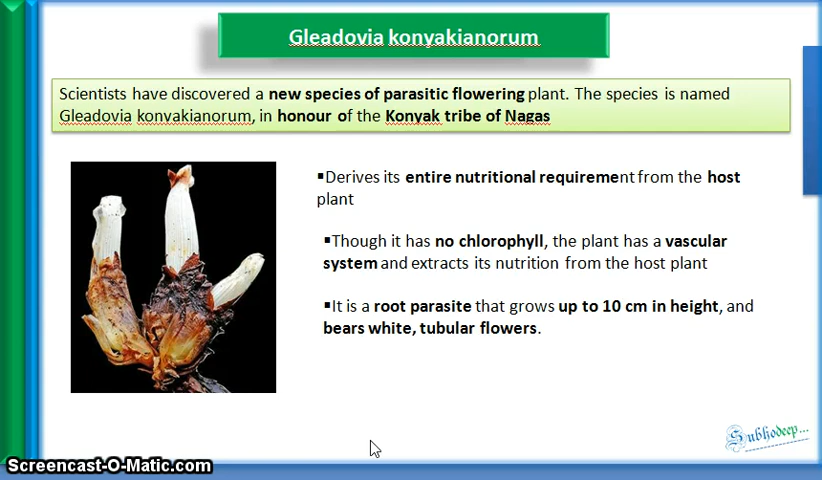 Gleadovia konyakianorum
Scientists have discovered a new species of parasitic flowering plant. The species is named
Gleadovia konyakianorum, in honour of the Konyak tribe of Nagas
▪Derives its entire nutritional requirement from the host
plant
▪Though it has no chlorophyll, the plant has a vascular
system and extracts its nutrition from the host plant
▪It is a root parasite that grows up to 10 cm in height, and
bears white, tubular flowers.
Subhodeep...
Screencast-O-Matic.com